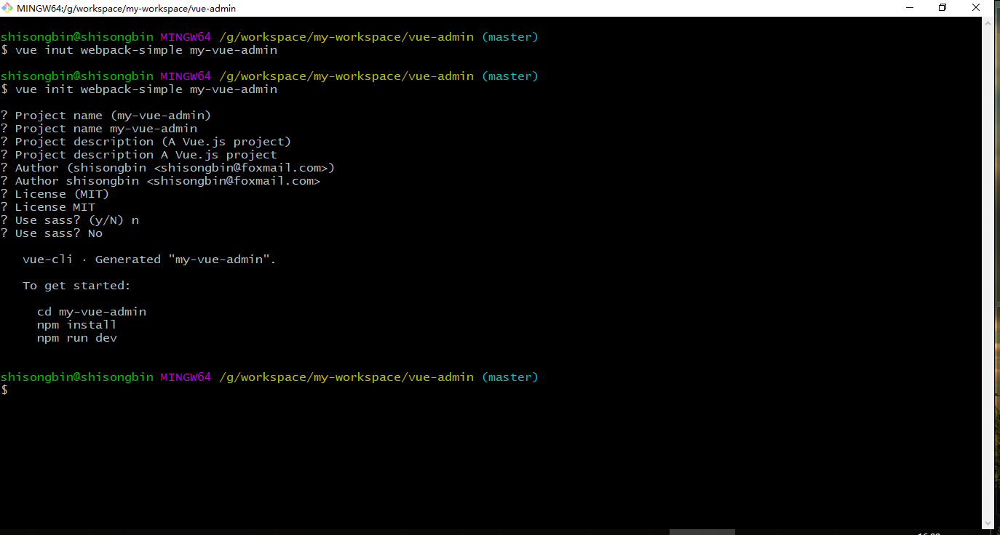 MINGW64:/g/workspace/my-workspace/vue-admin
shisongbin@shisongbin MINGW64 /g/workspace/my-workspace/vue-admin (master)
$ vue inut webpack-simple my-vue-admin
shisongbin@shisongbin MINGW64 /g/workspace/my-workspace/vue-admin (master)
$ vue init webpack-simple my-vue-admin
? Project name (my-vue-admin)
? Project name my-vue-admin
? Project description (A Vue.js project)
? Project description A Vue.js project
? Author (shisongbin <shisongbin@foxmail.com>)
? Author shisongbin <shisongbin@foxmail.com>
? License (MIT)
? License MIT
? Use sass? (y/N) n
? Use sass? No
vue-cli · Generated "my-vue-admin".
To get started:
cd my-vue-admin
npm install
npm run dev
shisongbin@shisongbin MINGW64 /g/workspace/my-workspace/vue-admin (master)
$